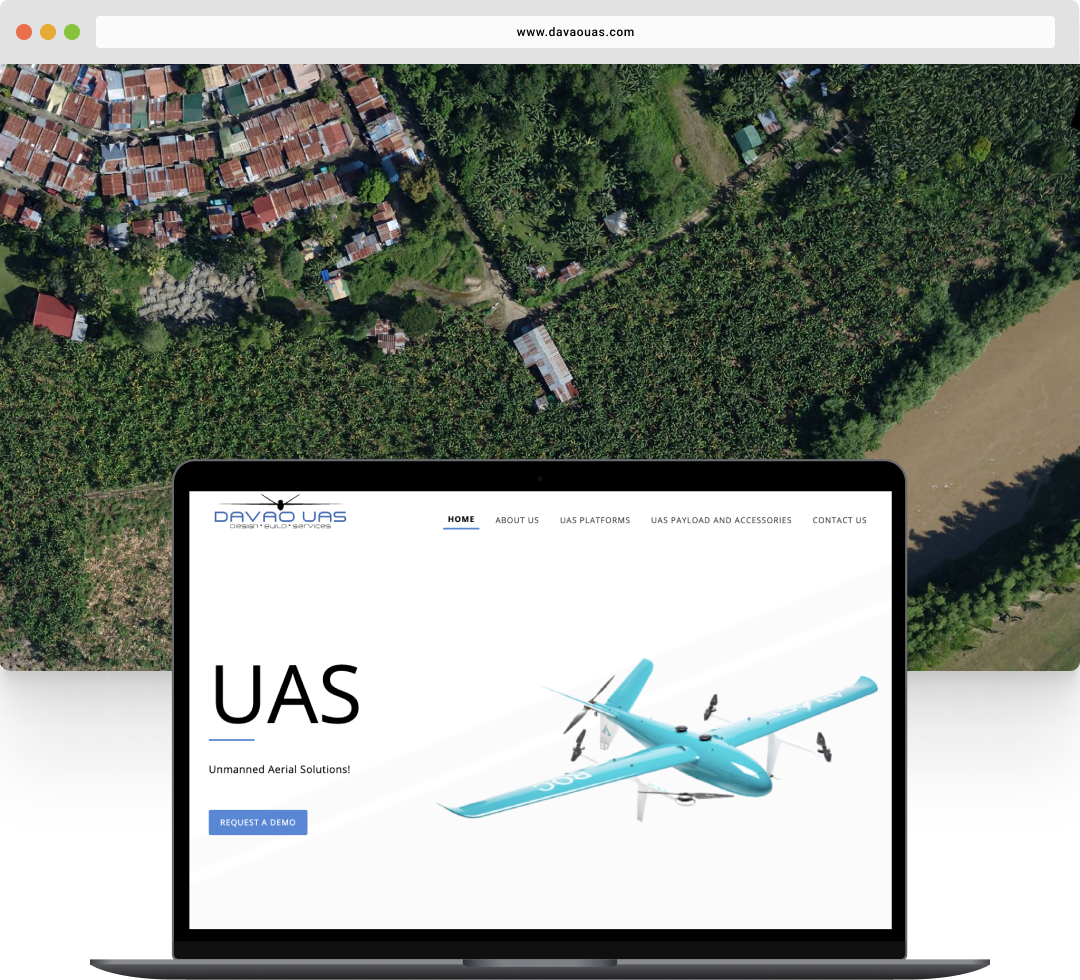 www.davaouas.com
DAVAO UAS
design • build • services
HOME
ABOUT US
UAS PLATFORMS
UAS PAYLOAD AND ACCESSORIES
CONTACT US
UAS
Unmanned Aerial Solutions!
REQUEST A DEMO